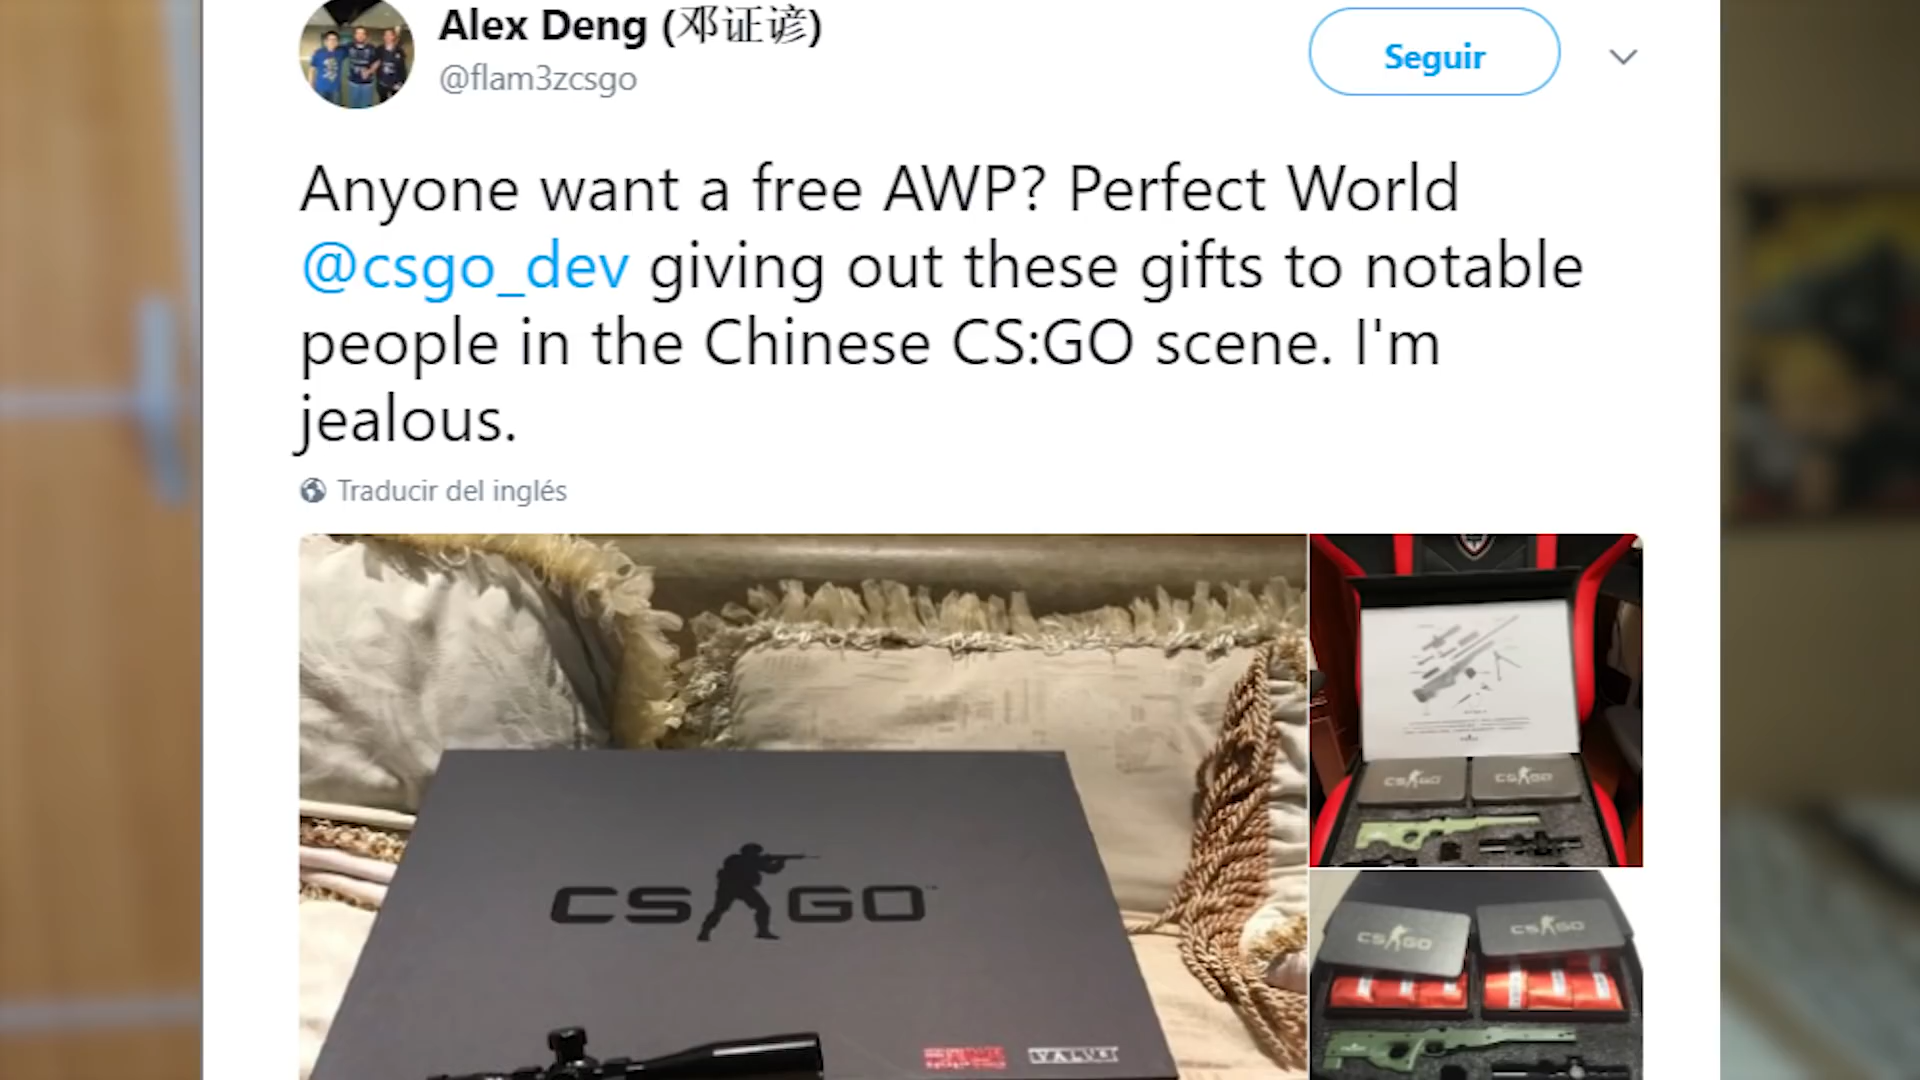 Alex Deng (邓证谚)
@flam3zcsgo
Seguir
Anyone want a free AWP? Perfect World
@csgo_dev giving out these gifts to notable
people in the Chinese CS:GO scene. I'm
jealous.
Traducir del inglés
CS GO
VALVE
CS GO
CS GO
CS GO
CS GO